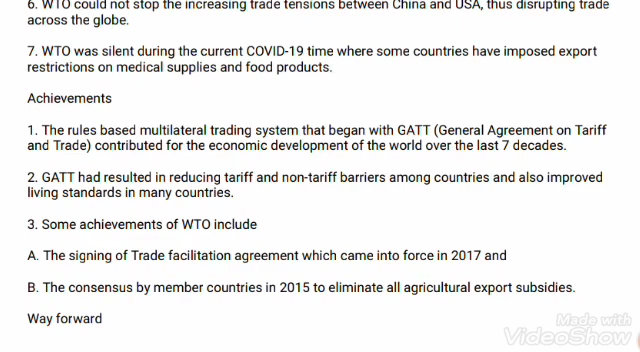 6. WTO could not stop the increasing trade tensions between China and USA, thus disrupting trade
across the globe.
7. WTO was silent during the current COVID-19 time where some countries have imposed export
restrictions on medical supplies and food products.
Achievements
1. The rules based multilateral trading system that began with GATT (General Agreement on Tariff
and Trade) contributed for the economic development of the world over the last 7 decades.
2. GATT had resulted in reducing tariff and non-tariff barriers among countries and also improved
living standards in many countries.
3. Some achievements of WTO include
A. The signing of Trade facilitation agreement which came into force in 2017 and
B. The consensus by member countries in 2015 to eliminate all agricultural export subsidies.
Way forward
Made with
VideoShow